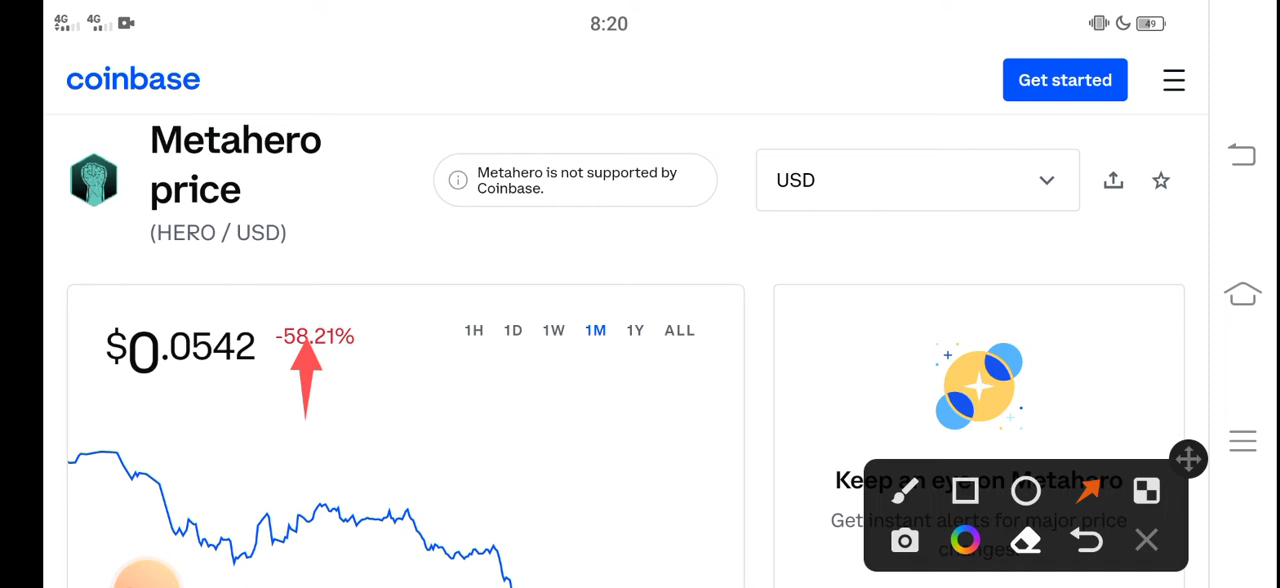 4G 4G 8:20 49
coinbase Get started
Metahero
price
(HERO / USD)
Metahero is not supported by
Coinbase.
USD
$0.0542 -58.21% 1H 1D 1W 1M 1Y ALL
Keep an eye on Metahero
Get instant alerts for major price
changes.